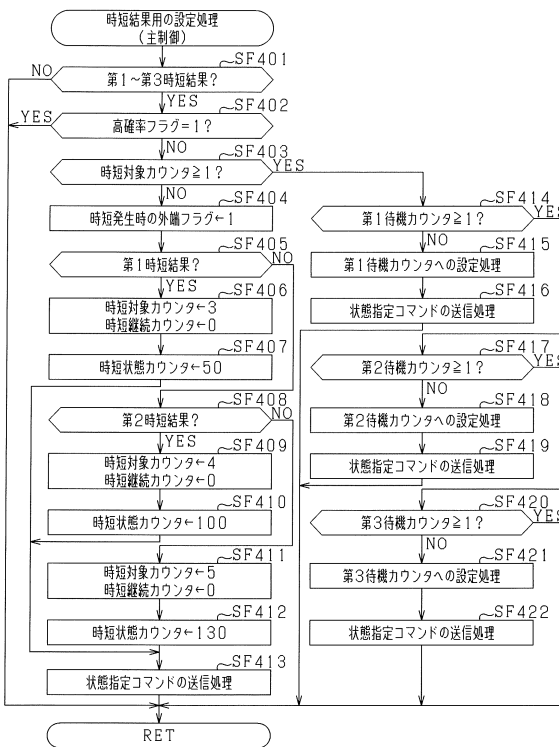 時短結果用の設定処理
(主制御)
SF401
第1~第3時短結果?
NO
YES
SF402
高確率フラグ=1?
YES
NO
SF403
時短対象カウンタ≧1?
YES
NO
SF404
時短発生時の外端フラグ←1
SF405
第1時短結果?
NO
YES
SF406
時短対象カウンタ←3
時短継続カウンタ←0
SF407
時短状態カウンタ←50
SF408
第2時短結果?
NO
YES
SF409
時短対象カウンタ←4
時短継続カウンタ←0
SF410
時短状態カウンタ←100
SF411
時短対象カウンタ←5
時短継続カウンタ←0
SF412
時短状態カウンタ←130
SF413
状態指定コマンドの送信処理
RET
SF414
第1待機カウンタ≧1?
YES
NO
SF415
第1待機カウンタへの設定処理
SF416
状態指定コマンドの送信処理
SF417
第2待機カウンタ≧1?
YES
NO
SF418
第2待機カウンタへの設定処理
SF419
状態指定コマンドの送信処理
SF420
第3待機カウンタ≧1?
YES
NO
SF421
第3待機カウンタへの設定処理
SF422
状態指定コマンドの送信処理